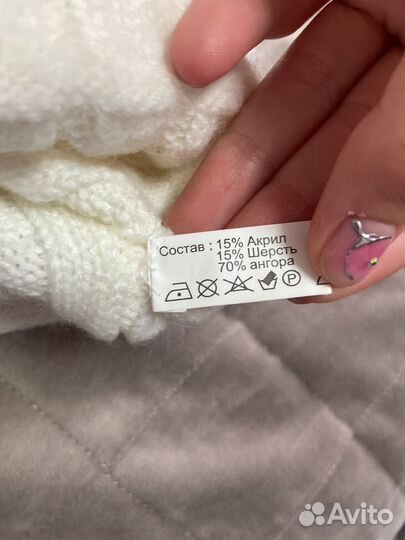 Состав : 15% Акрил
15% Шерсть
70% ангора
Avito